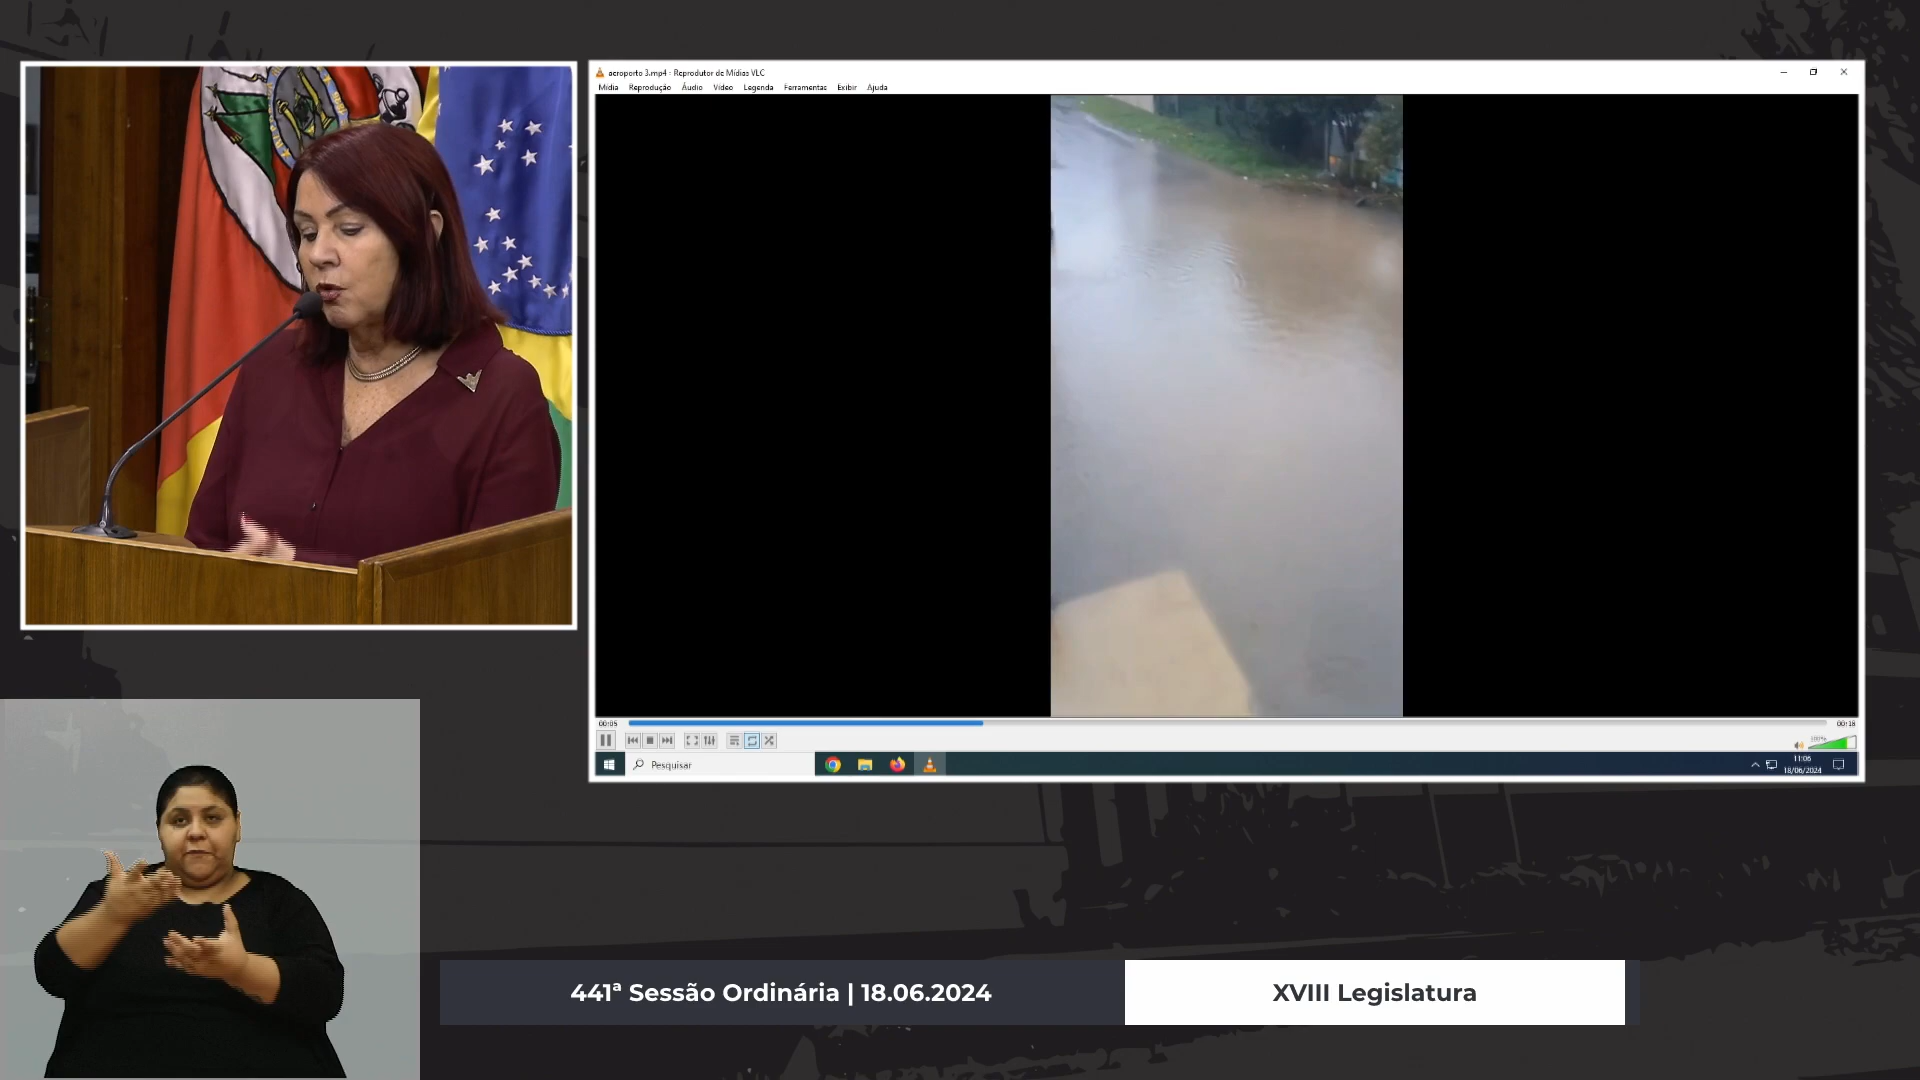 aeroporto 3.mp4 - Reprodutor de Mídias VLC
Mídia Reprodução Áudio Vídeo Legenda Ferramentas Exibir Ajuda
00:05
00:18
100%
Pesquisar
11:06
18/06/2024
441ª Sessão Ordinária | 18.06.2024
XVIII Legislatura